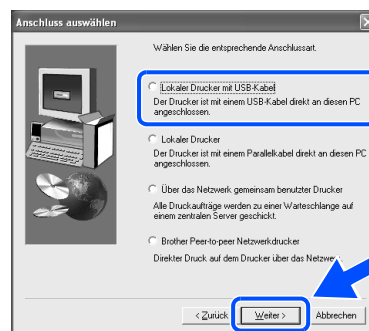 Anschluss auswählen
Wählen Sie die entsprechende Anschlussart.
Lokaler Drucker mit USB-Kabel
Der Drucker ist mit einem USB-Kabel direkt an diesen PC
angeschlossen.
Lokaler Drucker
Der Drucker ist mit einem Parallelkabel direkt an diesen PC
angeschlossen.
Über das Netzwerk gemeinsam benutzter Drucker
Alle Druckaufträge werden zu einer Warteschlange auf
einem zentralen Server geschickt.
Brother Peer-to-peer Netzwerkdrucker
Direkter Druck auf dem Drucker über das
< Zurück Weiter > Abbrechen